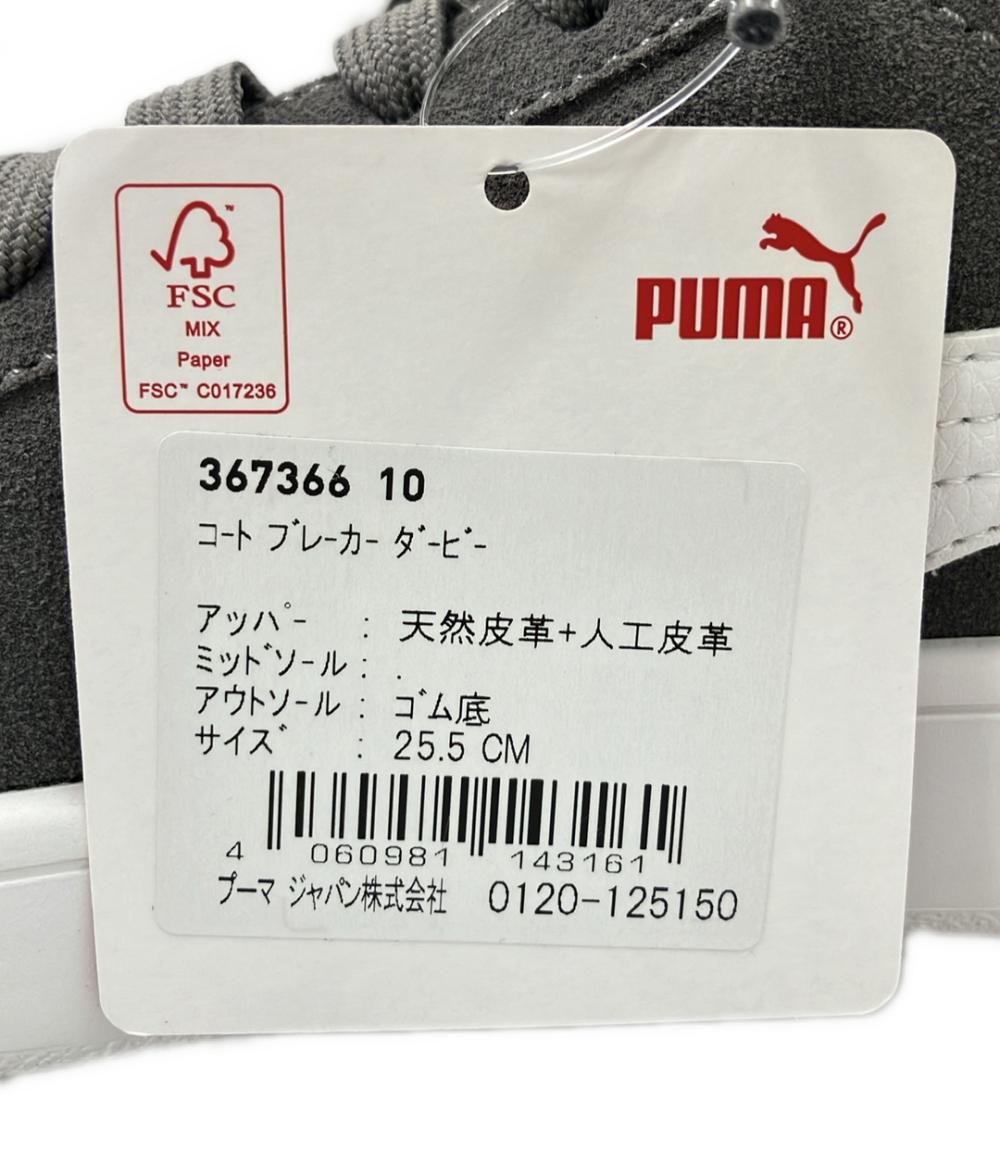 FSC
MIX
Paper
FSC™ C017236
PUMA®
367366 10
コート ブレーカー ダービー
アッパー : 天然皮革+人工皮革
ミッドソール : .
アウトソール : ゴム底
サイズ : 25.5 CM
4 060981 143161
プーマ ジャパン株式会社 0120-125150